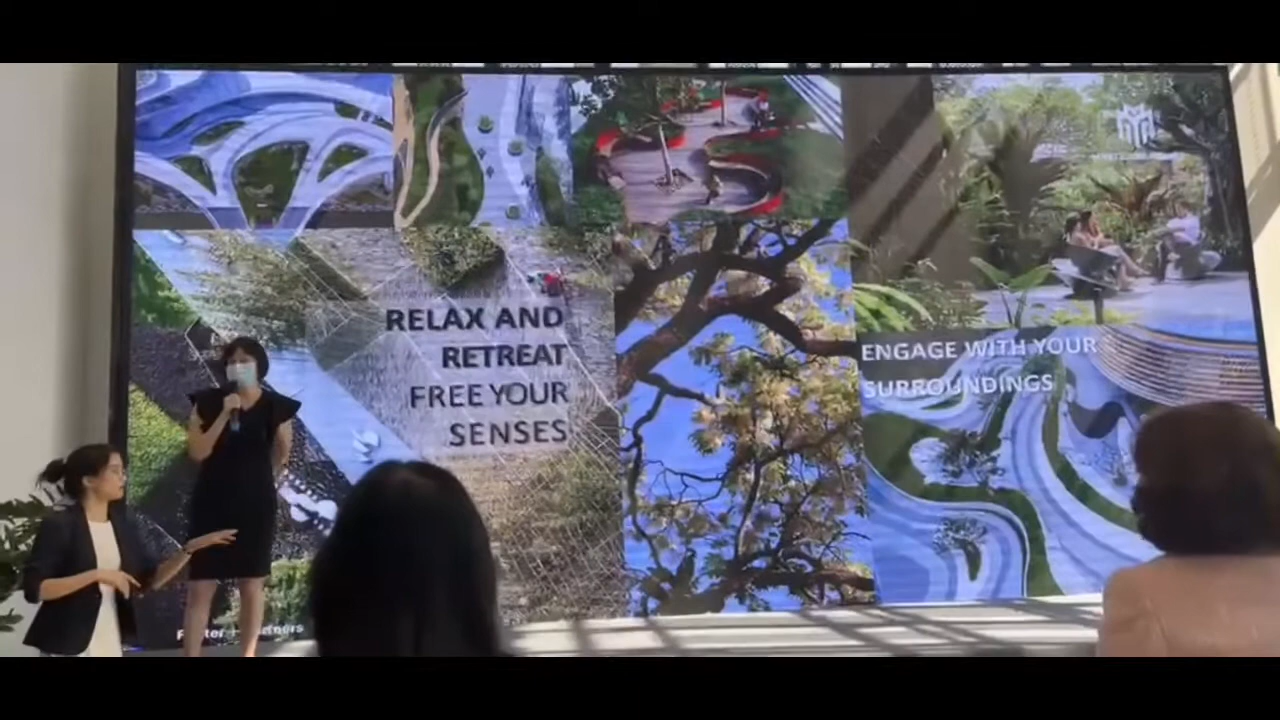 RELAX AND
RETREAT
FREE YOUR
SENSES
ENGAGE WITH YOUR
SURROUNDINGS